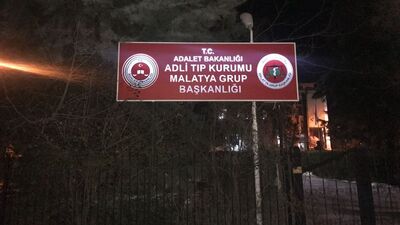 T.C.
ADALET BAKANLIĞI
ADLİ TIP KURUMU
MALATYA GRUP
BAŞKANLIĞI